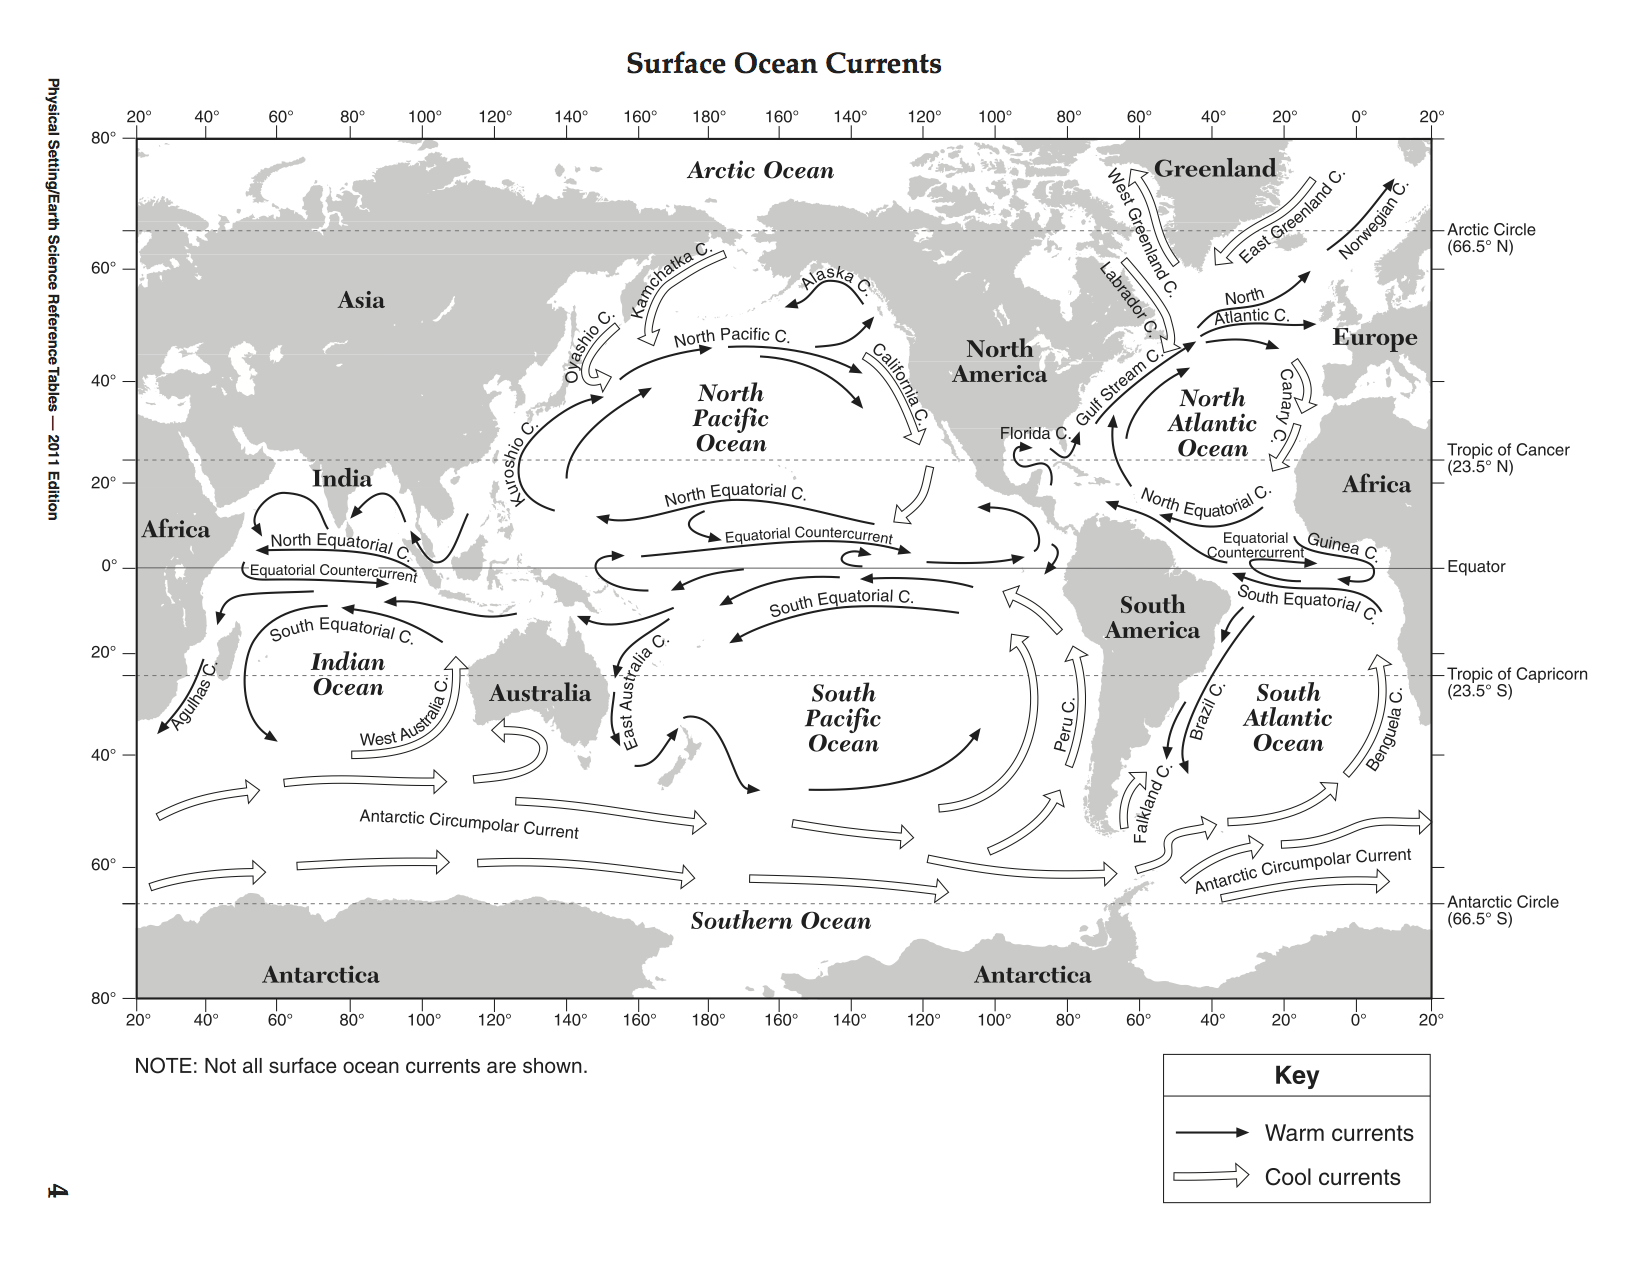 Surface Ocean Currents
Physical Setting/Earth Science Reference Tables — 2011 Edition
20° 40° 60° 80° 100° 120° 140° 160° 180° 160° 140° 120° 100° 80° 60° 40° 20° 0° 20°
80°
60°
40°
20°
0°
20°
40°
60°
80°
Arctic Ocean
Greenland
West Greenland C.
East Greenland C.
Norwegian C.
Arctic Circle
(66.5° N)
Kamchatka C.
Alaska C.
Labrador C.
Asia
Oyashio C.
North Pacific C.
North
Atlantic C.
Europe
North
America
California C.
Gulf Stream C.
Canary C.
North
Pacific
Ocean
North
Atlantic
Ocean
Kuroshio C.
Florida C.
Tropic of Cancer
(23.5° N)
India
Africa
Africa
North Equatorial C.
North Equatorial C.
North Equatorial C.
Equatorial Countercurrent
Equatorial
Countercurrent
Guinea C.
Equatorial Countercurrent
Equator
South Equatorial C.
South Equatorial C.
South Equatorial C.
South
America
Indian
Ocean
Australia
East Australia C.
Agulhas C.
West Australia C.
South
Pacific
Ocean
Peru C.
Brazil C.
South
Atlantic
Ocean
Benguela C.
Tropic of Capricorn
(23.5° S)
Falkland C.
Antarctic Circumpolar Current
Antarctic Circumpolar Current
Southern Ocean
Antarctic Circle
(66.5° S)
Antarctica
Antarctica
20° 40° 60° 80° 100° 120° 140° 160° 180° 160° 140° 120° 100° 80° 60° 40° 20° 0° 20°
NOTE: Not all surface ocean currents are shown.
Key
Warm currents
Cool currents
4